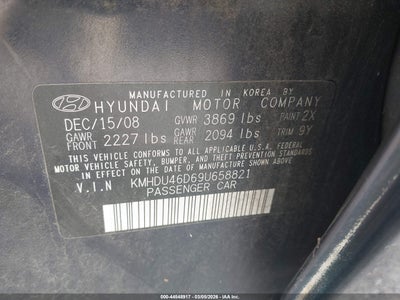 MANUFACTURED IN KOREA BY
HYUNDAI MOTOR COMPANY
DEC/15/08 GVWR 3869 lbs PAINT 2X
GAWR FRONT 2227 lbs GAWR REAR 2094 lbs TRIM 9Y
THIS VEHICLE CONFORMS TO ALL APPLICABLE U.S. FEDERAL
MOTOR VEHICLE SAFETY, BUMPER, AND THEFT PREVENTION
STANDARDS IN EFFECT ON THE DATE OF MANUFACTURE
SHOWN ABOVE.
V.I.N KMHDU46D69U658821
PASSENGER CAR
000-44548917 - 03/05/2026 - IAA, Inc.